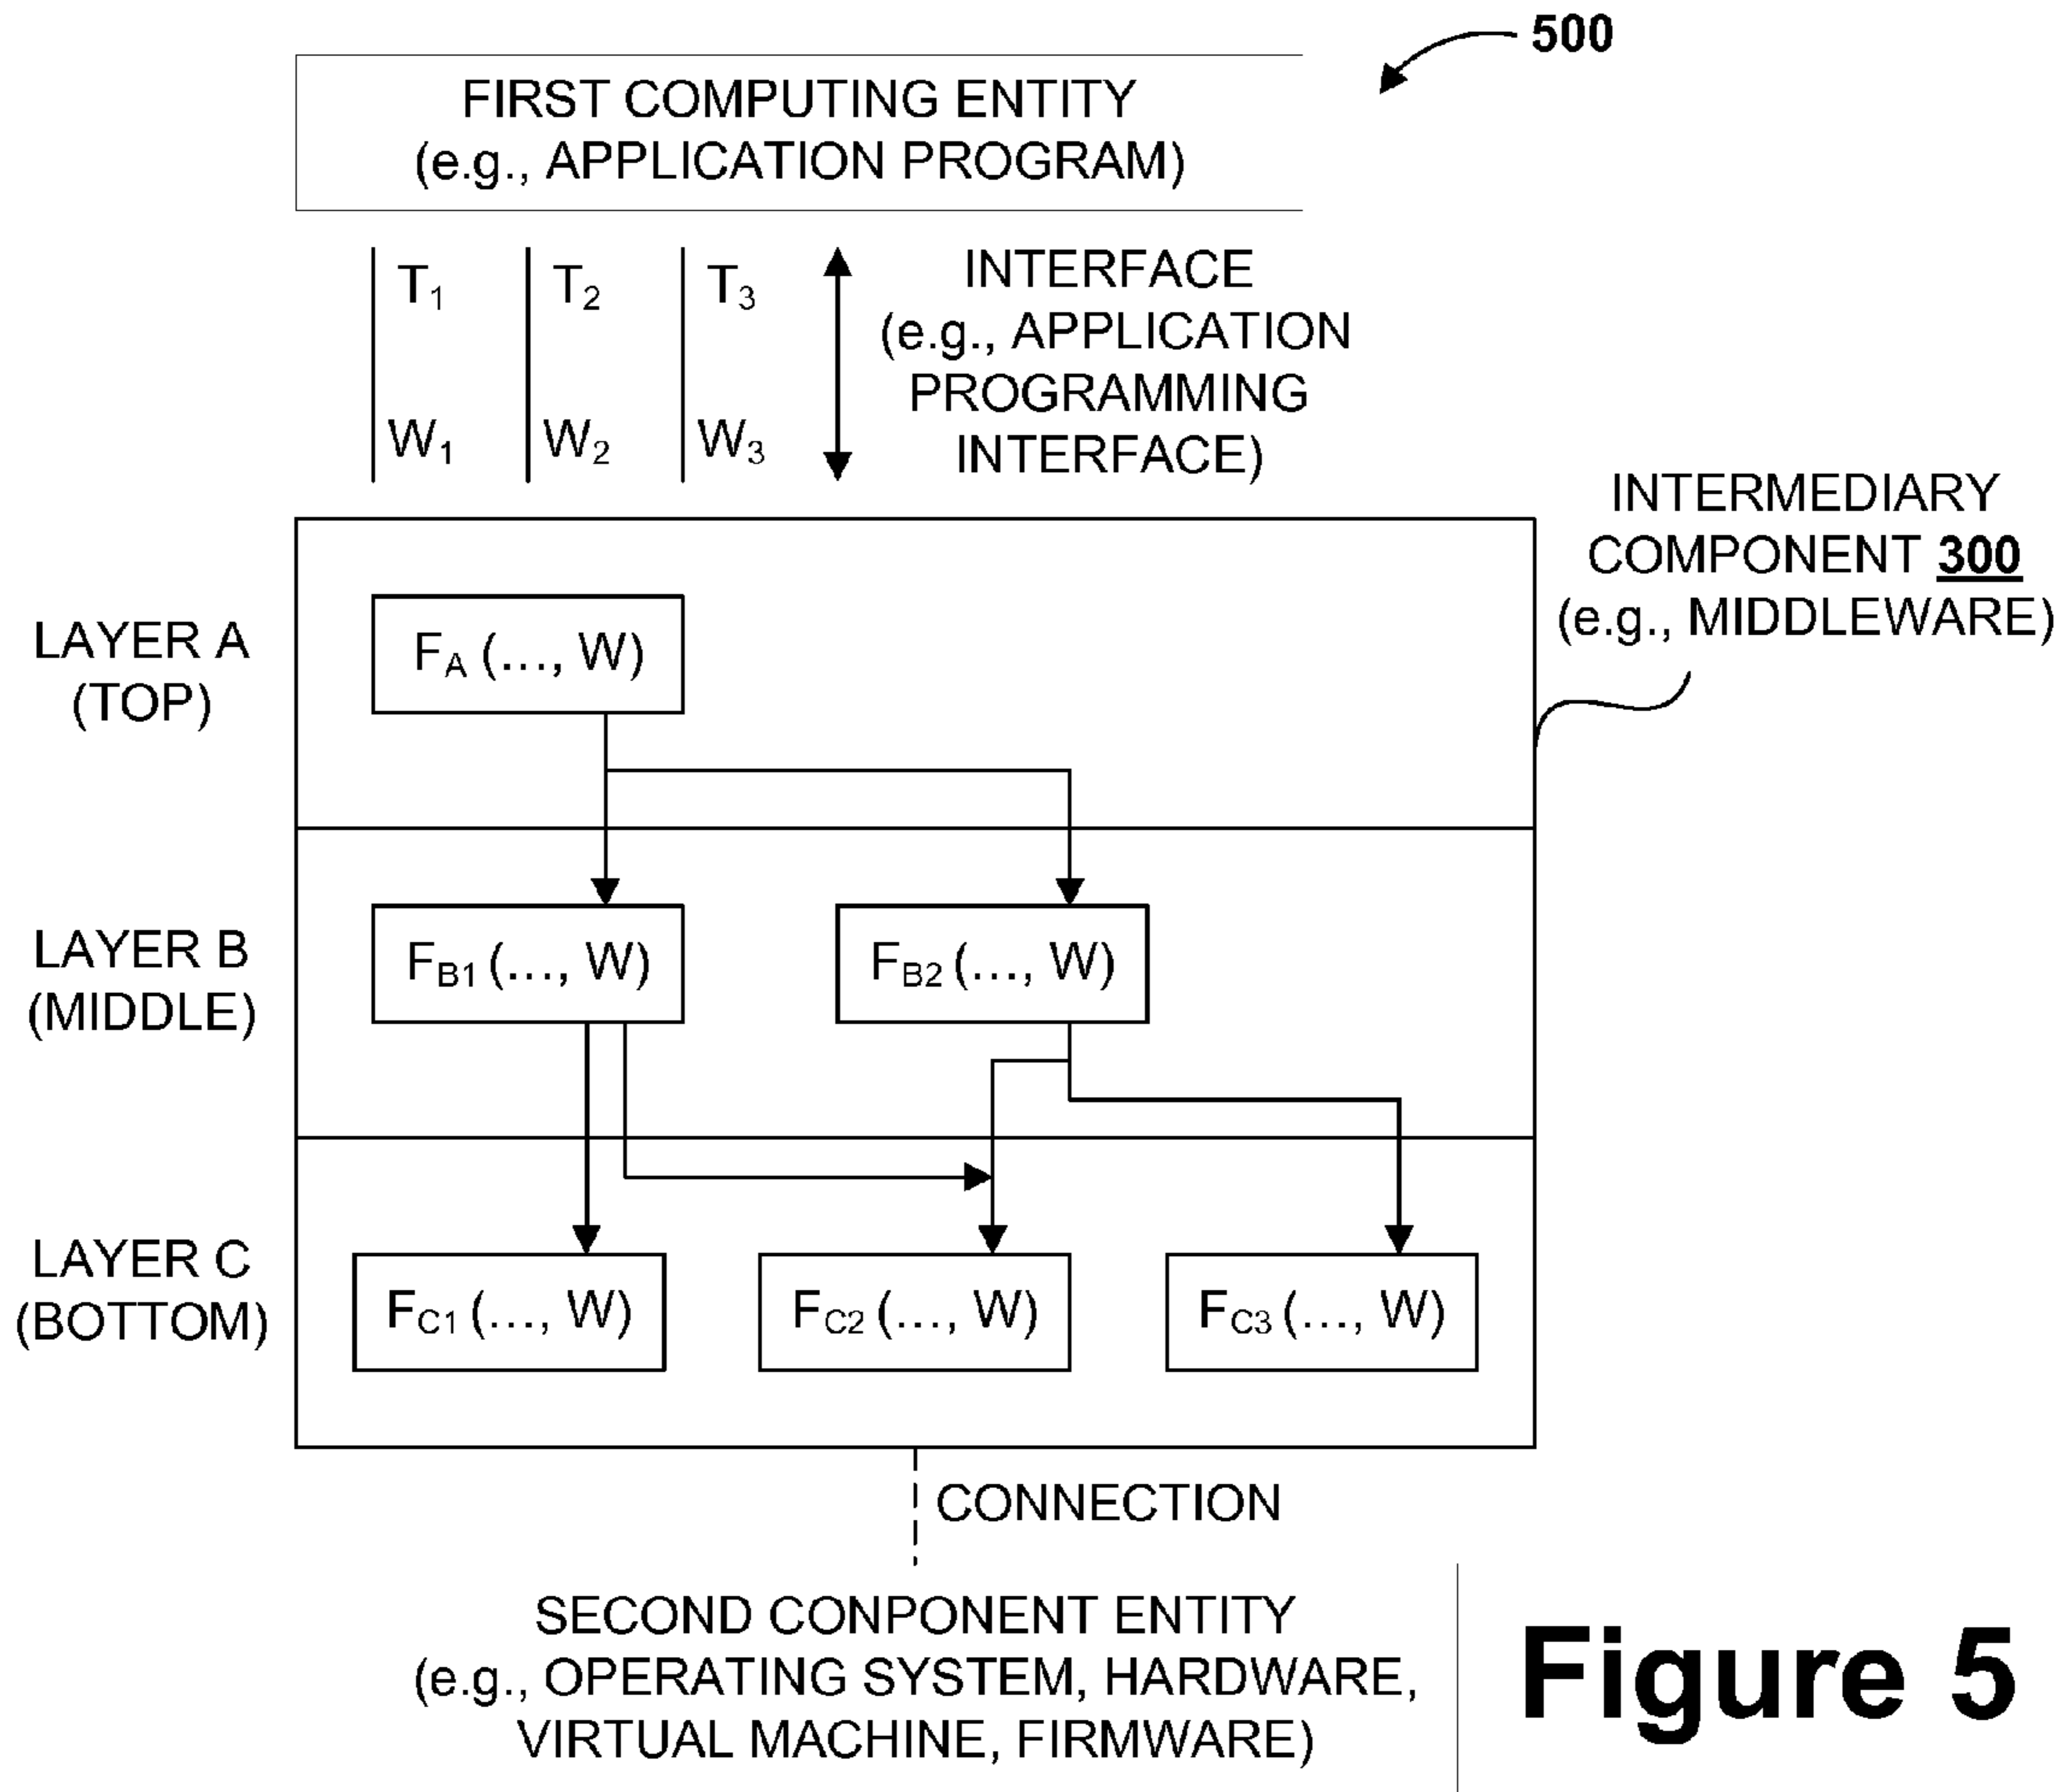 500
FIRST COMPUTING ENTITY
(e.g., APPLICATION PROGRAM)
T1
T2
T3
W1
W2
W3
INTERFACE
(e.g., APPLICATION
PROGRAMMING
INTERFACE)
INTERMEDIARY
COMPONENT 300
(e.g., MIDDLEWARE)
LAYER A
(TOP)
FA (..., W)
LAYER B
(MIDDLE)
FB1 (..., W)
FB2 (..., W)
LAYER C
(BOTTOM)
FC1 (..., W)
FC2 (..., W)
FC3 (..., W)
CONNECTION
SECOND CONPONENT ENTITY
(e.g., OPERATING SYSTEM, HARDWARE,
VIRTUAL MACHINE, FIRMWARE)
Figure 5